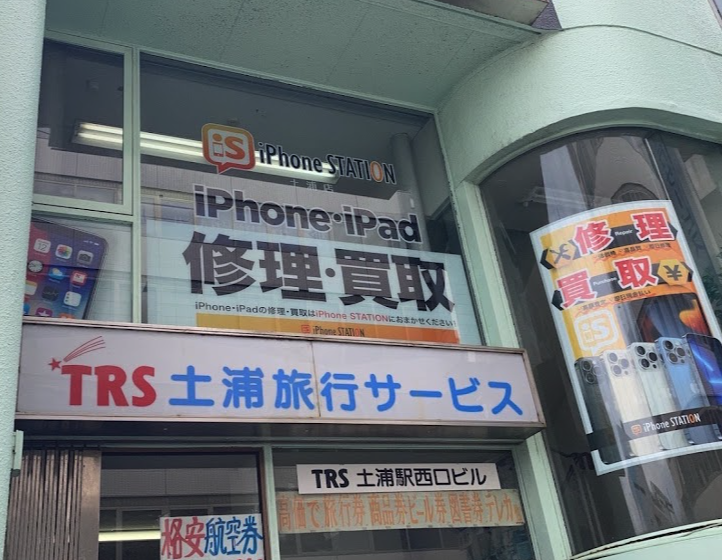 iS iPhone STATION
土浦店
iPhone・iPad
修理・買取
iPhone・iPadの修理・買取はiPhone STATIONにおまかせください!
iS iPhone STATION
修理
Repair
買取
iS
iS iPhone STATION
TRS 土浦旅行サービス
TRS 土浦駅西口ビル
高価で旅行券.商品券ビール券.図書券テレカ
格安航空券